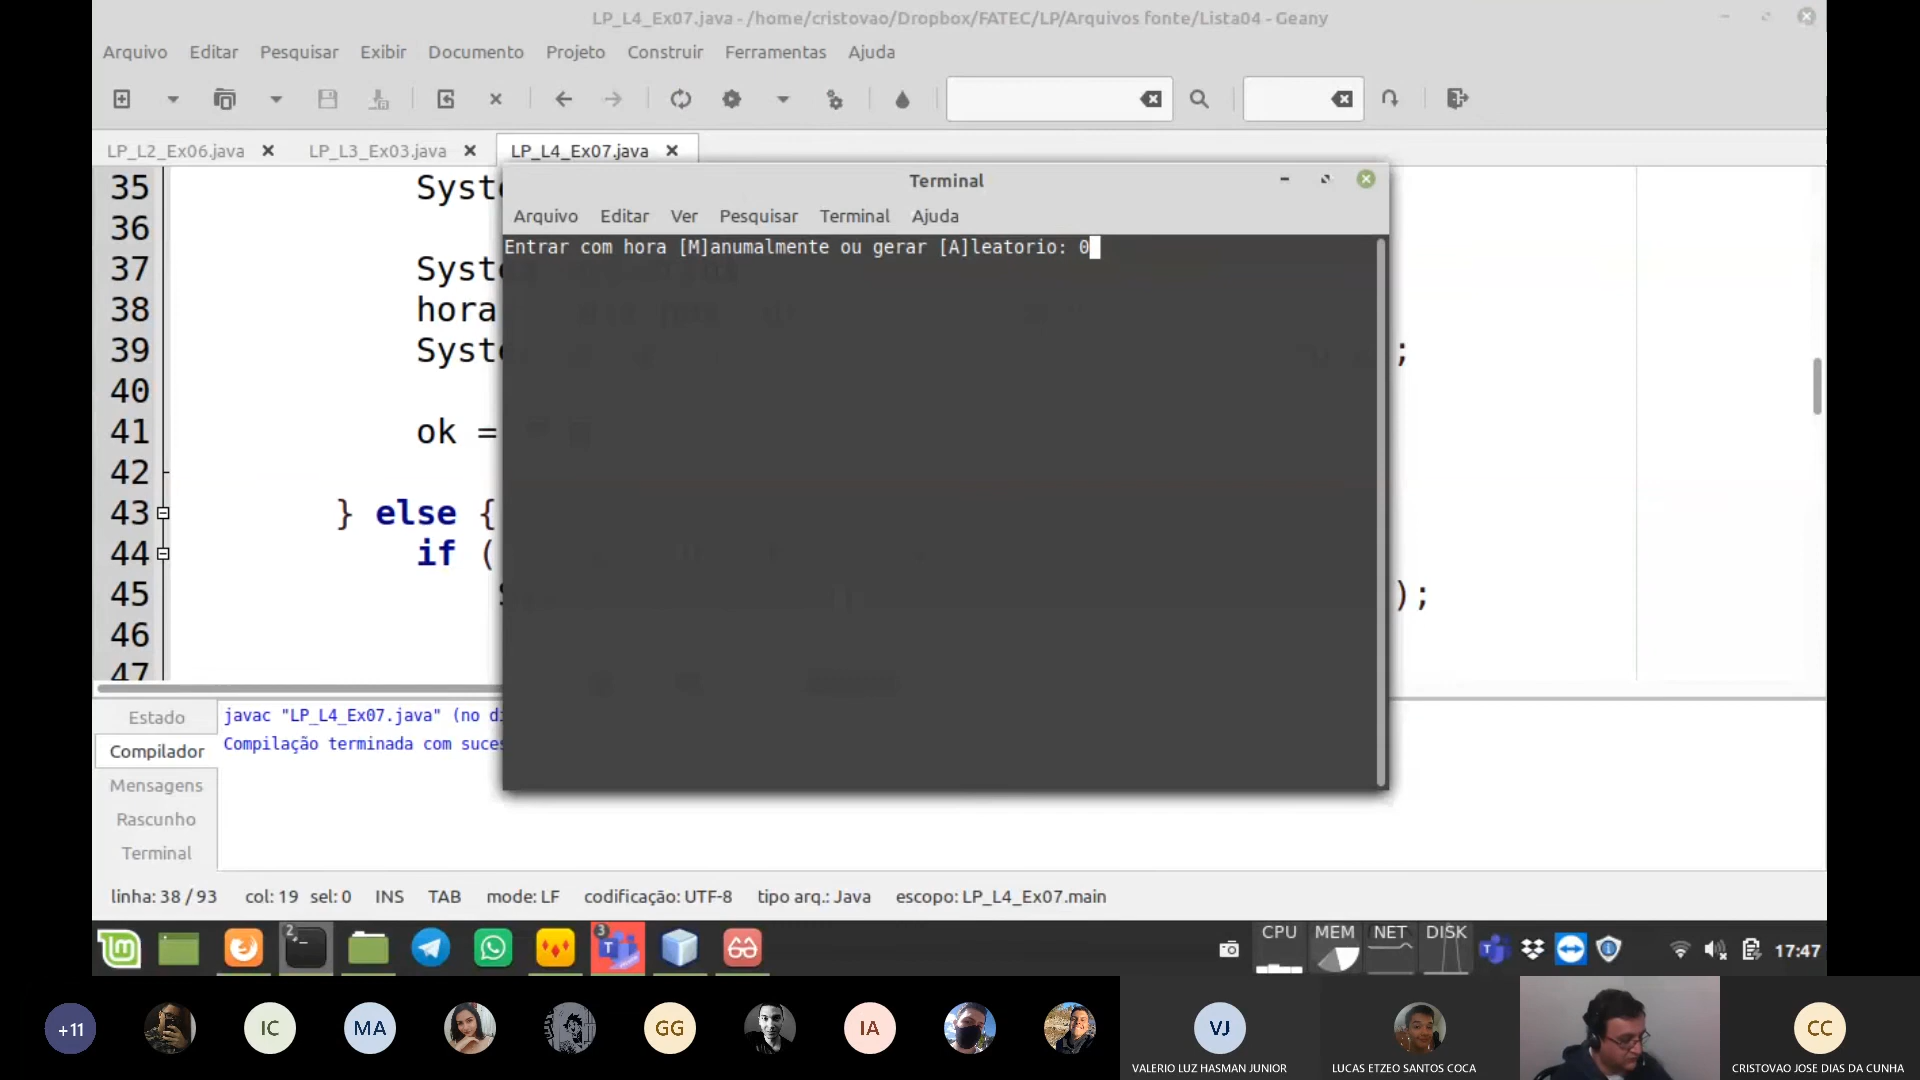 LP_L4_Ex07.java - /home/cristovao/Dropbox/FATEC/LP/Arquivos fonte/Lista04 - Geany
Arquivo Editar Pesquisar Exibir Documento Projeto Construir Ferramentas Ajuda
LP_L2_Ex06.java LP_L3_Ex03.java LP_L4_Ex07.java
Terminal
Arquivo Editar Ver Pesquisar Terminal Ajuda
Entrar com hora [M]anumalmente ou gerar [A]leatorio: 0
35 Syst
36
37 Syst
38 hora
39 Syst ;
40
41 ok =
42
43 } else {
44 if (
45 );
46
47
Estado
Compilador
Mensagens
Rascunho
Terminal
javac "LP_L4_Ex07.java" (no d
Compilação terminada com suces
linha: 38 / 93 col: 19 sel: 0 INS TAB mode: LF codificação: UTF-8 tipo arq.: Java escopo: LP_L4_Ex07.main
2 3 CPU MEM NET DISK 17:47
+11 IC MA GG IA VJ CC
VALERIO LUZ HASMAN JUNIOR LUCAS ETZEO SANTOS COCA CRISTOVAO JOSE DIAS DA CUNHA